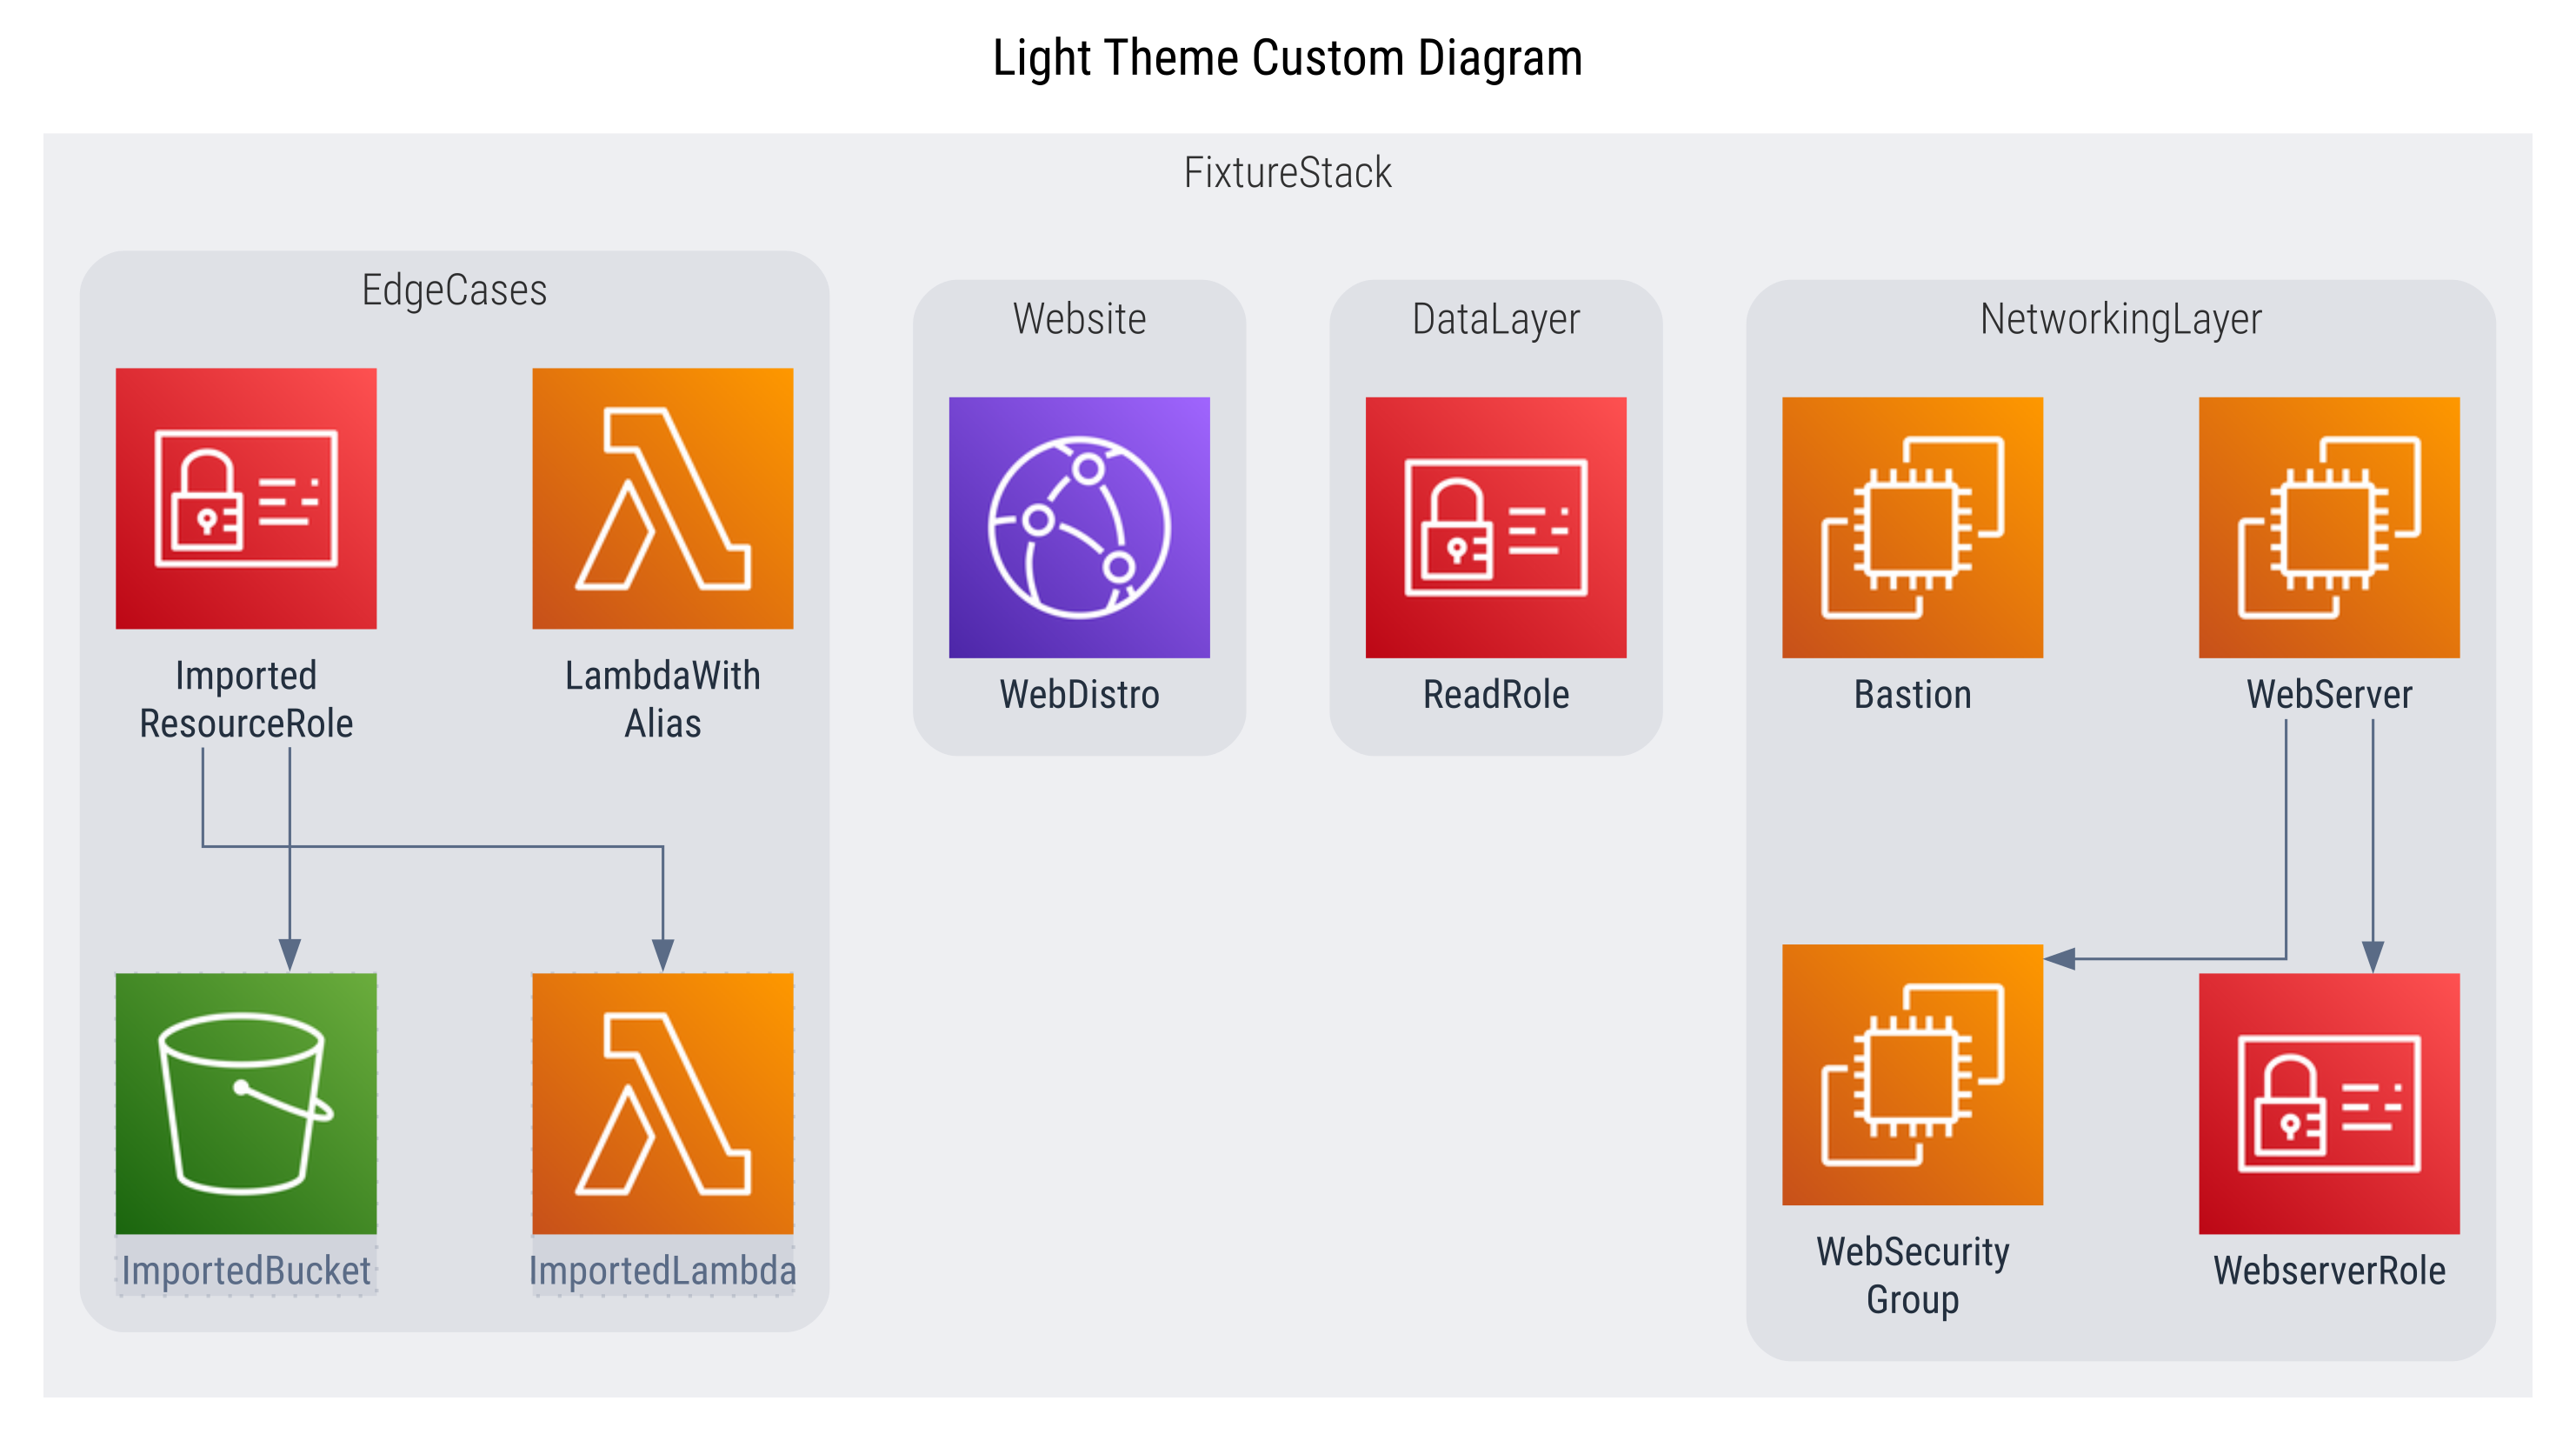 Light Theme Custom Diagram
FixtureStack
EdgeCases
Imported
ResourceRole
LambdaWith
Alias
ImportedBucket
ImportedLambda
Website
WebDistro
DataLayer
ReadRole
NetworkingLayer
Bastion
WebServer
WebSecurity
Group
WebserverRole